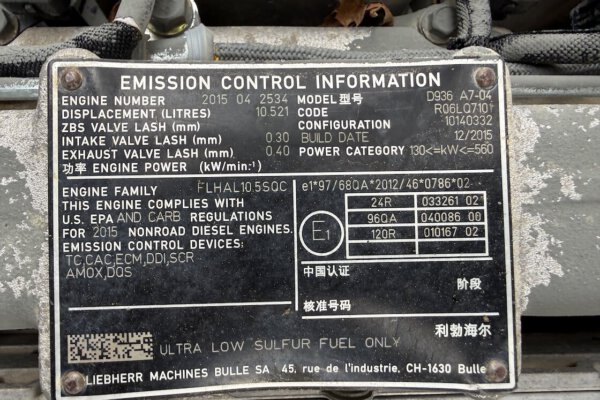 EMISSION CONTROL INFORMATION
ENGINE NUMBER 2015 04 2534 MODEL型号 D936 A7-04
DISPLACEMENT (LITRES) 10.521 CODE R06LQ7101
ZBS VALVE LASH (mm) CONFIGURATION 10140332
INTAKE VALVE LASH (mm) 0.30 BUILD DATE 12/2015
EXHAUST VALVE LASH (mm) 0.40 POWER CATEGORY 130<=kW<=560
功率 ENGINE POWER (kW/min-¹)
ENGINE FAMILY FLHAL10.5SQC e1*97/68QA*2012/46*0786*02
THIS ENGINE COMPLIES WITH 24R 033261 02
U.S. EPA AND CARB REGULATIONS 96QA 040086 00
FOR 2015 NONROAD DIESEL ENGINES. E1 120R 010167 02
EMISSION CONTROL DEVICES:
TC,CAC,ECM,DDI,SCR 中国认证
AMOX,DQS 阶段
核准号码
利勃海尔
ULTRA LOW SULFUR FUEL ONLY
LIEBHERR MACHINES BULLE SA 45, rue de l'industrie, CH-1630 Bulle